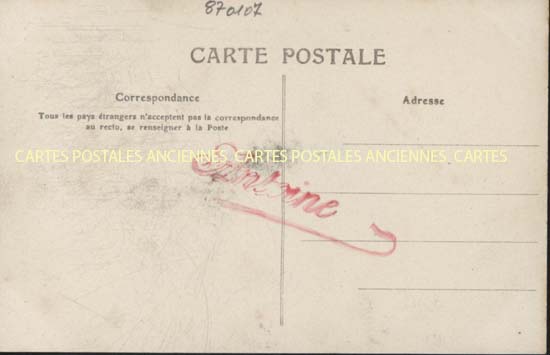 870107
CARTE POSTALE
Correspondance
Tous les pays étrangers n'acceptent pas la correspondance
au recto, se renseigner à la Poste
Adresse
CARTES POSTALES ANCIENNES CARTES POSTALES ANCIENNES CARTES